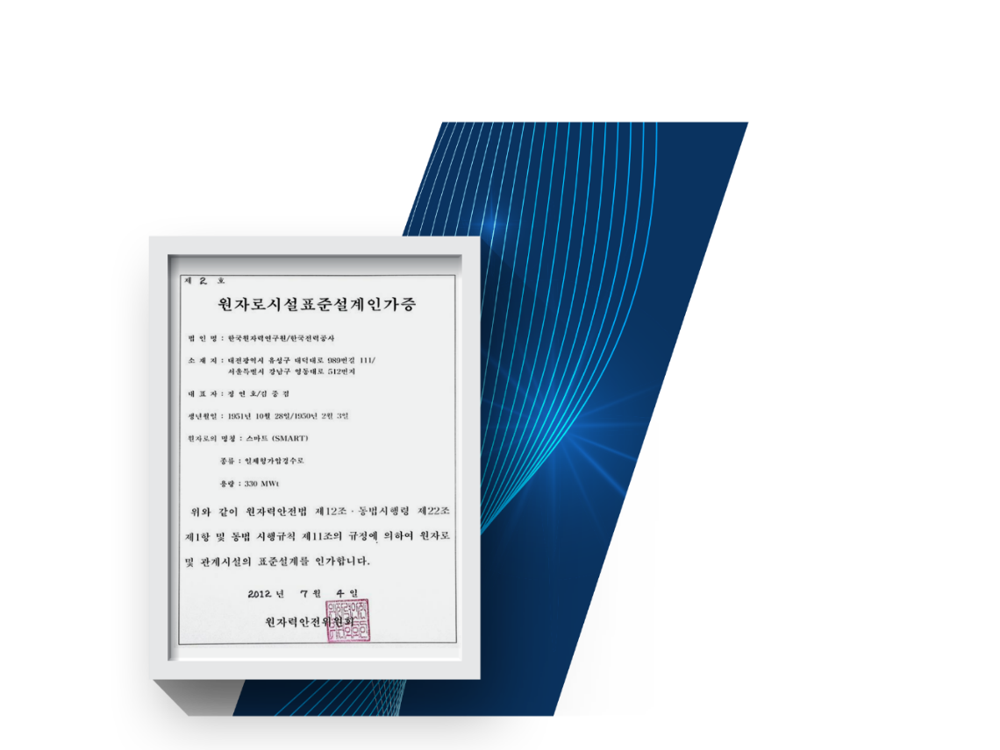 제 2 호
원자로시설표준설계인가증
법 인 명 : 한국원자력연구원/한국전력공사
소 재 지 : 대전광역시 유성구 대덕대로 989번길 111/
서울특별시 강남구 영동대로 512번지
대 표 자 : 정 연 호/김 중 겸
생년월일 : 1951년 10월 28일/1950년 2월 3일
원자로의 명칭 : 스마트 (SMART)
종류 : 일체형가압경수로
용량 : 330 MWt
위와 같이 원자력안전법 제12조 · 동법시행령 제22조
제1항 및 동법 시행규칙 제11조의 규정에 의하여 원자로
및 관계시설의 표준설계를 인가합니다.
2012 년 7 월 4 일
원자력안전위원회